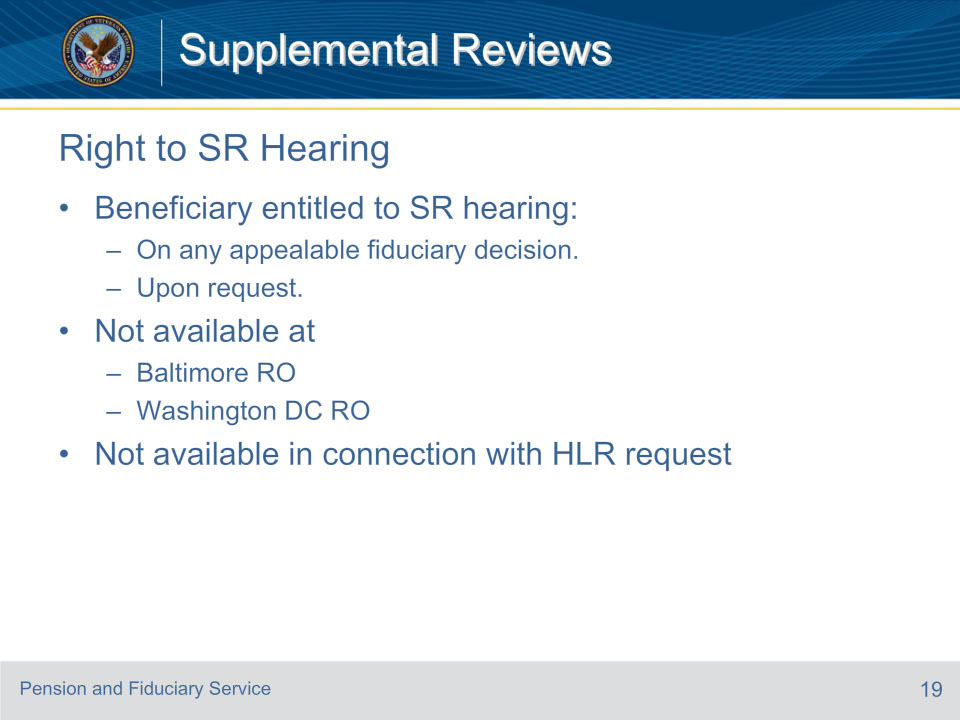 Supplemental Reviews
Right to SR Hearing
• Beneficiary entitled to SR hearing:
– On any appealable fiduciary decision.
– Upon request.
• Not available at
– Baltimore RO
– Washington DC RO
• Not available in connection with HLR request
Pension and Fiduciary Service
19